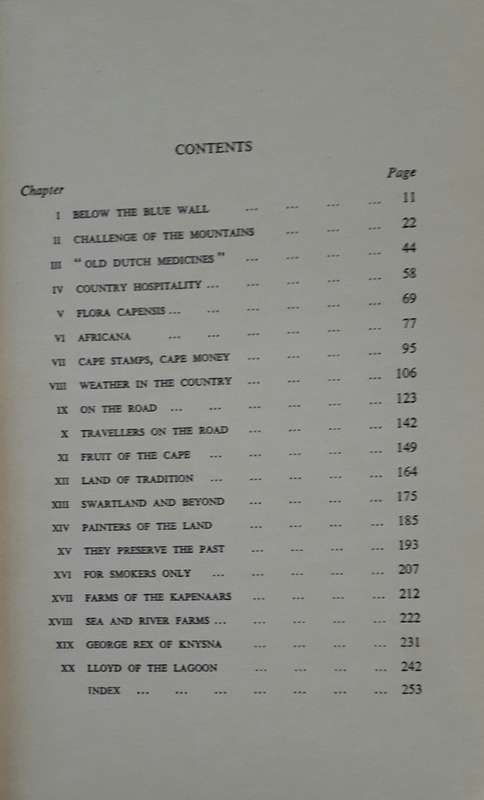 CONTENTS
Chapter Page
I BELOW THE BLUE WALL ... ... ... ... 11
II CHALLENGE OF THE MOUNTAINS ... ... ... 22
III " OLD DUTCH MEDICINES " ... ... ... ... 44
IV COUNTRY HOSPITALITY ... ... ... ... ... 58
V FLORA CAPENSIS ... ... ... ... ... ... 69
VI AFRICANA ... ... ... ... ... ... 77
VII CAPE STAMPS, CAPE MONEY ... ... ... ... 95
VIII WEATHER IN THE COUNTRY ... ... ... ... 106
IX ON THE ROAD ... ... ... ... ... ... 123
X TRAVELLERS ON THE ROAD ... ... ... ... 142
XI FRUIT OF THE CAPE ... ... ... ... ... 149
XII LAND OF TRADITION ... ... ... ... ... 164
XIII SWARTLAND AND BEYOND ... ... ... ... 175
XIV PAINTERS OF THE LAND ... ... ... ... 185
XV THEY PRESERVE THE PAST ... ... ... ... 193
XVI FOR SMOKERS ONLY ... ... ... ... ... 207
XVII FARMS OF THE KAPENAARS ... ... ... ... 212
XVIII SEA AND RIVER FARMS ... ... ... ... ... 222
XIX GEORGE REX OF KNYSNA ... ... ... ... 231
XX LLOYD OF THE LAGOON ... ... ... ... 242
INDEX ... ... ... ... ... ... ... 253